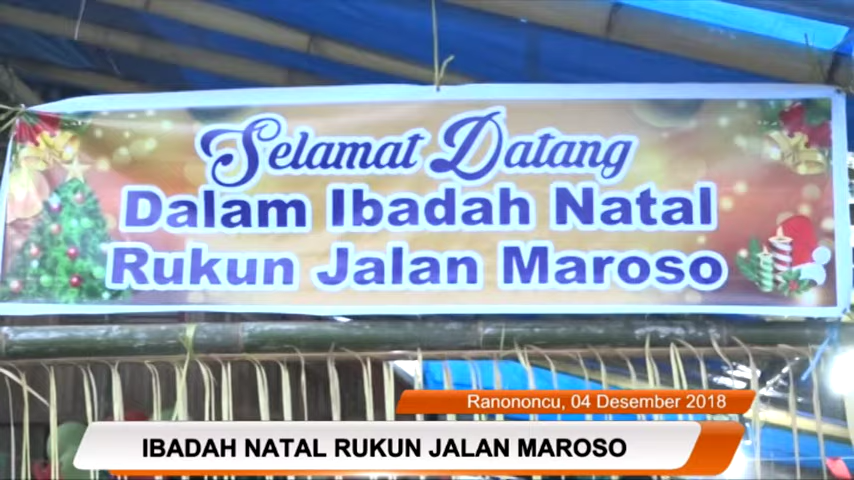 Selamat Datang
Dalam Ibadah Natal
Rukun Jalan Maroso
Ranononcu, 04 Desember 2018
IBADAH NATAL RUKUN JALAN MAROSO